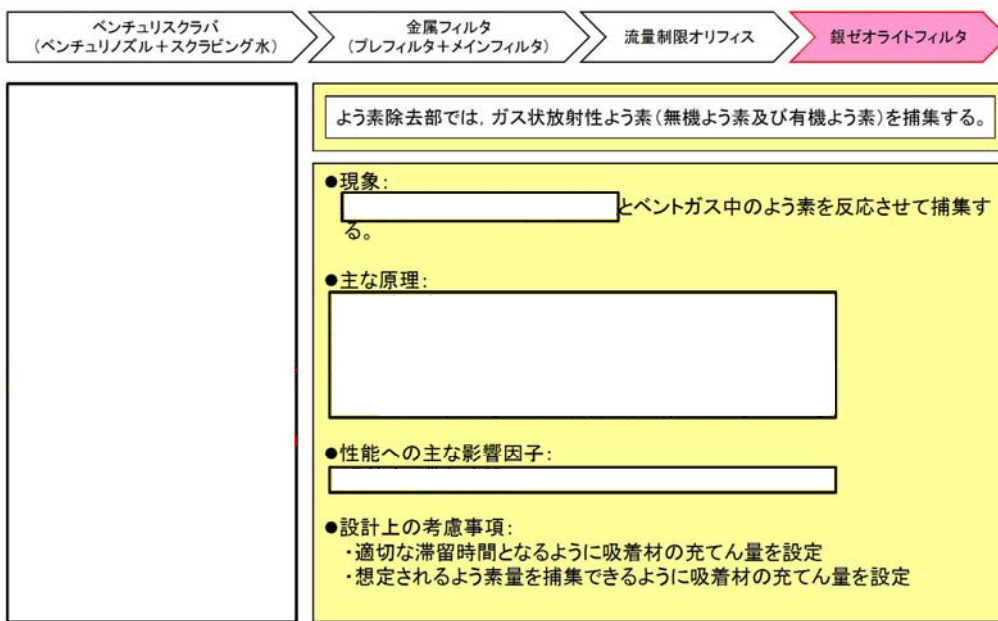 ベンチュリスクラバ
(ベンチュリノズル+スクラビング水)
金属フィルタ
(プレフィルタ+メインフィルタ)
流量制限オリフィス
銀ゼオライトフィルタ
よう素除去部では,ガス状放射性よう素(無機よう素及び有機よう素)を捕集する。
●現象:
とベントガス中のよう素を反応させて捕集す
る。
●主な原理:
●性能への主な影響因子:
●設計上の考慮事項:
・適切な滞留時間となるように吸着材の充てん量を設定
・想定されるよう素量を捕集できるように吸着材の充てん量を設定